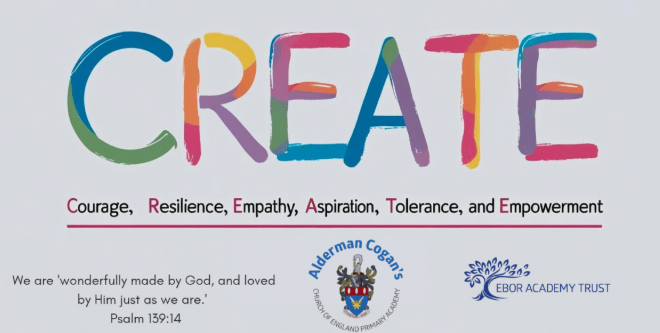 CREATE
Courage, Resilience, Empathy, Aspiration, Tolerance, and Empowerment
We are 'wonderfully made by God, and loved
by Him just as we are.'
Psalm 139:14
Alderman Cogan's
CHURCH OF ENGLAND PRIMARY ACADEMY
EBOR ACADEMY TRUST